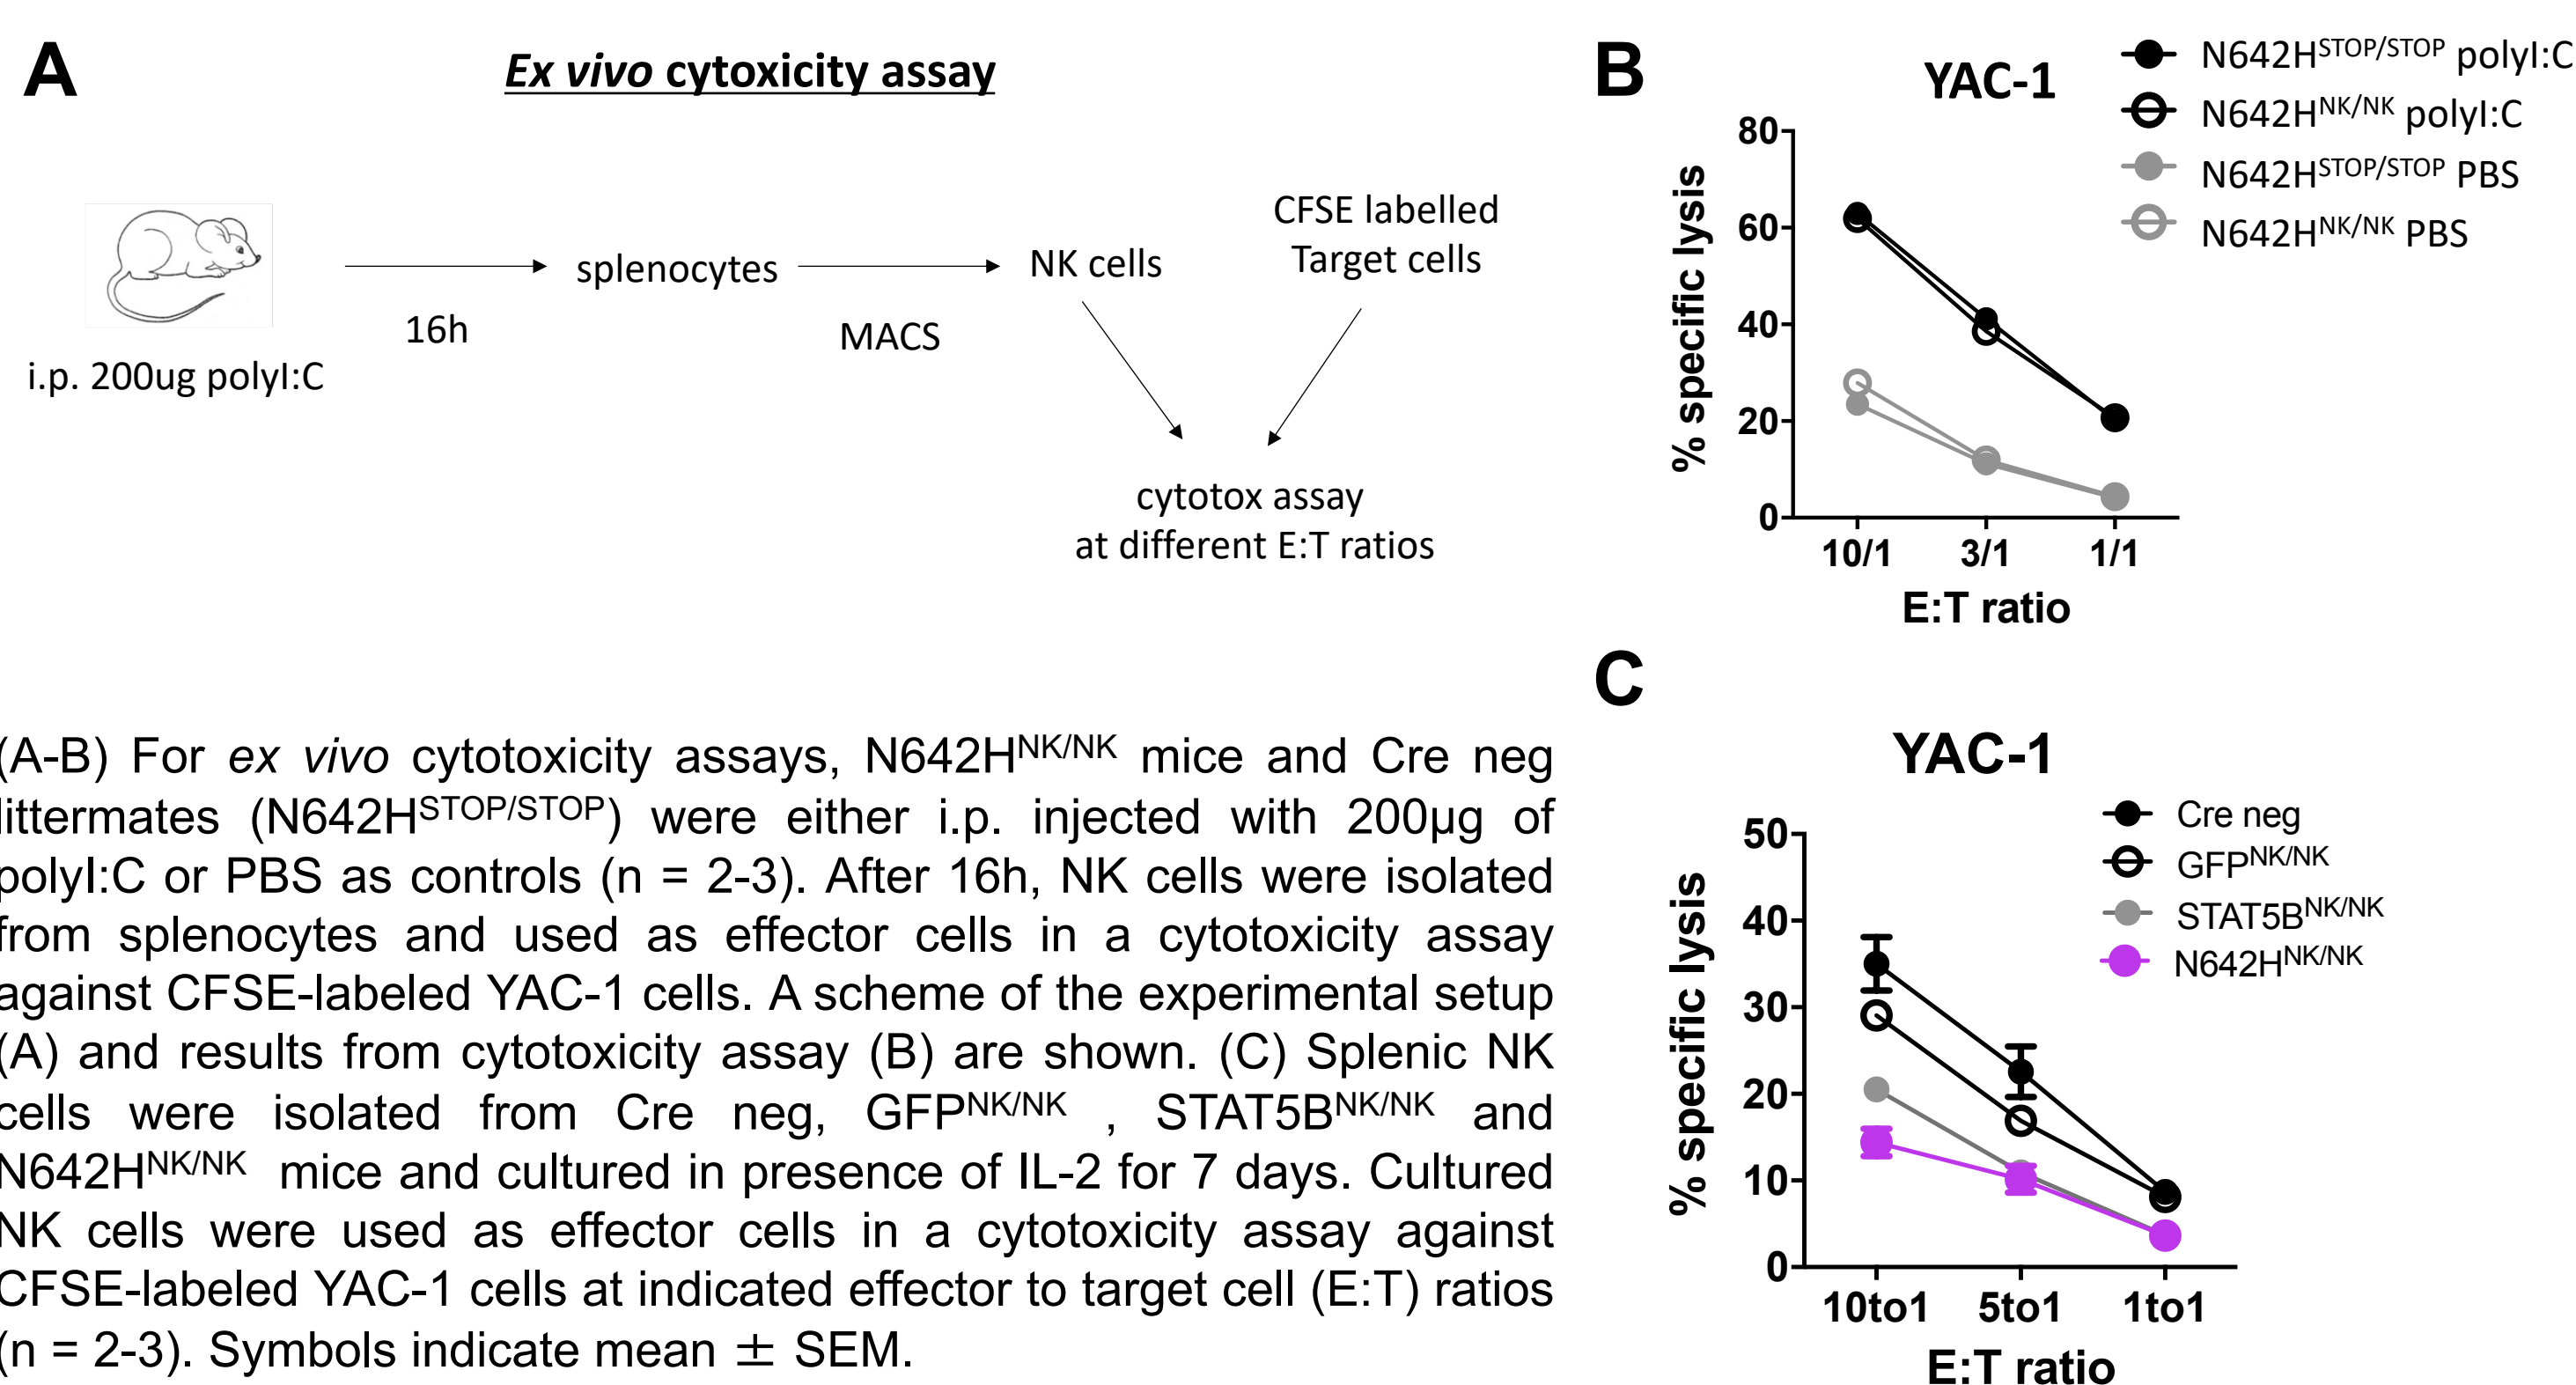 A
Ex vivo cytoxicity assay
i.p. 200ug polyI:C
16h
splenocytes
MACS
NK cells
CFSE labelled
Target cells
cytotox assay
at different E:T ratios
B
YAC-1
N642HSTOP/STOP polyI:C
N642HNK/NK polyI:C
N642HSTOP/STOP PBS
N642HNK/NK PBS
% specific lysis
80
60
40
20
0
10/1 3/1 1/1
E:T ratio
C
YAC-1
Cre neg
GFPNK/NK
STAT5BNK/NK
N642HNK/NK
% specific lysis
50
40
30
20
10
0
10to1 5to1 1to1
E:T ratio
(A-B) For ex vivo cytotoxicity assays, N642HNK/NK mice and Cre neg
littermates (N642HSTOP/STOP) were either i.p. injected with 200μg of
polyI:C or PBS as controls (n = 2-3). After 16h, NK cells were isolated
from splenocytes and used as effector cells in a cytotoxicity assay
against CFSE-labeled YAC-1 cells. A scheme of the experimental setup
(A) and results from cytotoxicity assay (B) are shown. (C) Splenic NK
cells were isolated from Cre neg, GFPNK/NK , STAT5BNK/NK and
N642HNK/NK mice and cultured in presence of IL-2 for 7 days. Cultured
NK cells were used as effector cells in a cytotoxicity assay against
CFSE-labeled YAC-1 cells at indicated effector to target cell (E:T) ratios
(n = 2-3). Symbols indicate mean ± SEM.